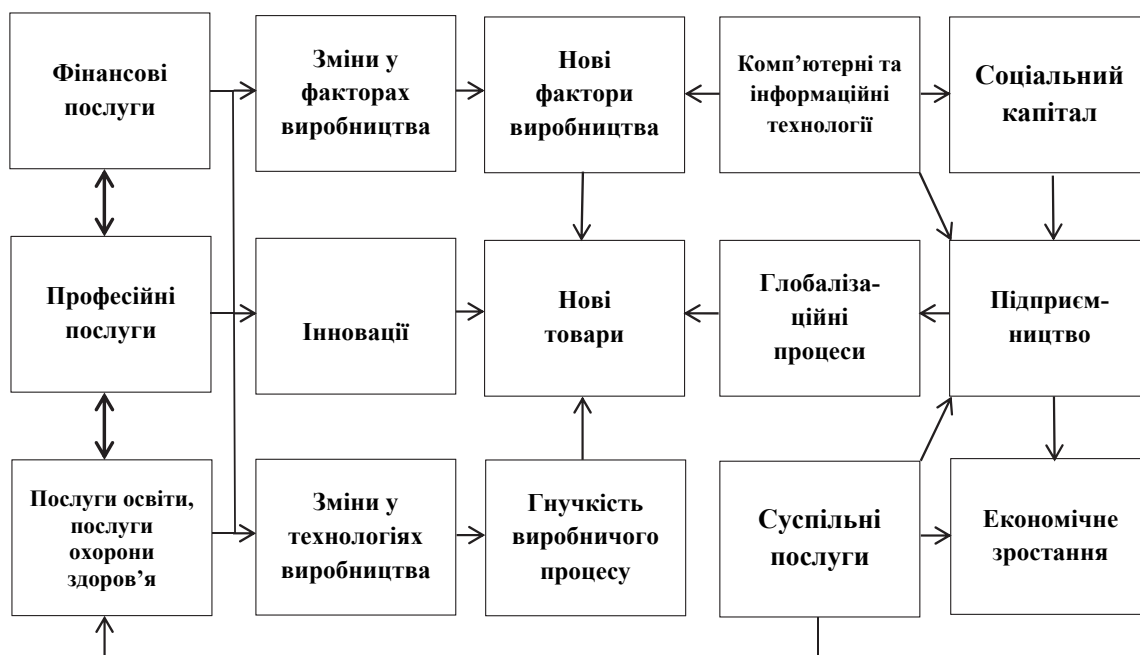 Фінансові
послуги
Зміни у
факторах
виробництва
Нові
фактори
виробництва
Комп’ютерні та
інформаційні
технології
Соціальний
капітал
Професійні
послуги
Інновації
Нові
товари
Глобаліза-
ційні
процеси
Підприєм-
ництво
Послуги освіти,
послуги
охорони
здоров’я
Зміни у
технологіях
виробництва
Гнучкість
виробничого
процесу
Суспільні
послуги
Економічне
зростання